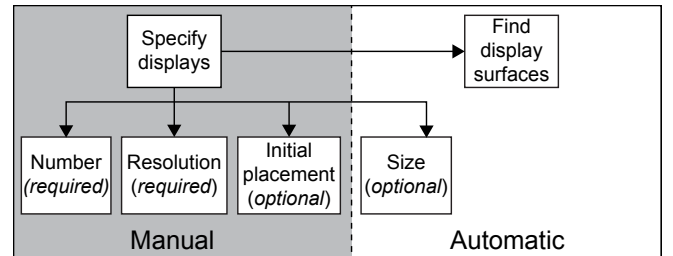 Specify
displays
Find
display
surfaces
Number
(required)
Resolution
(required)
Initial
placement
(optional)
Size
(optional)
Manual
Automatic